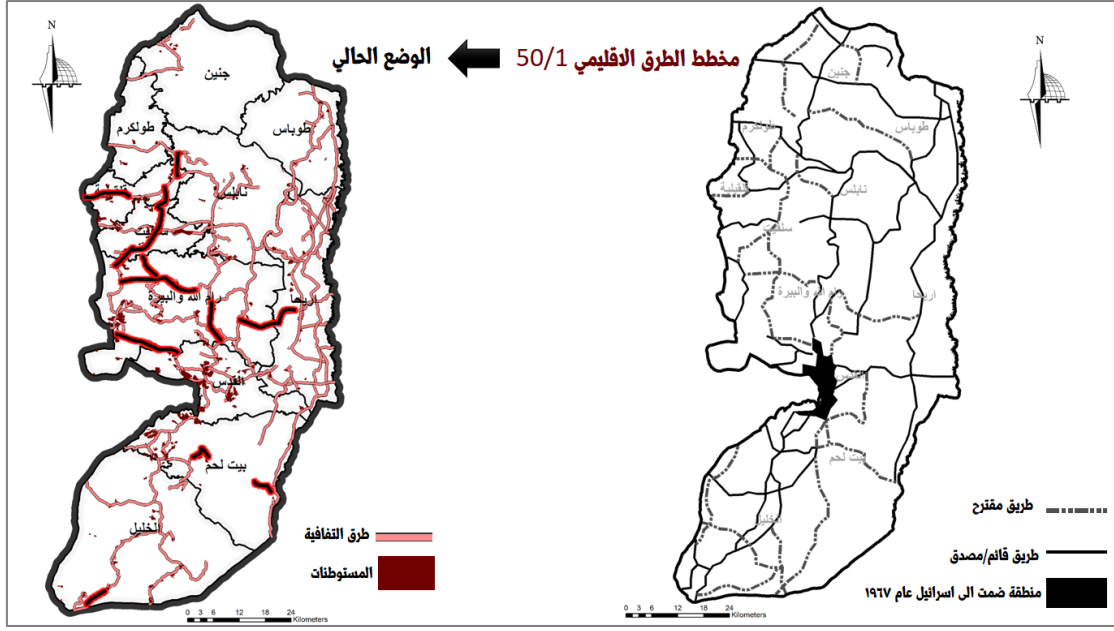 مخطط الطرق الاقليمي 50/1
الوضع الحالي
N
جنين
طولكرم
طوباس
قلقيلية
نابلس
سلفيت
رام الله والبيرة
اريحا
القدس
بيت لحم
الخليل
طريق مقترح
طريق قائم/مصدق
منطقة ضمت الى اسرائيل عام ١٩٦٧
0 3 6 12 18 24
Kilometers
N
جنين
طولكرم
طوباس
نابلس
رام الله والبيرة
اريحا
القدس
بيت لحم
الخليل
طرق التفافية
المستوطنات
0 3 6 12 18 24
Kilometers